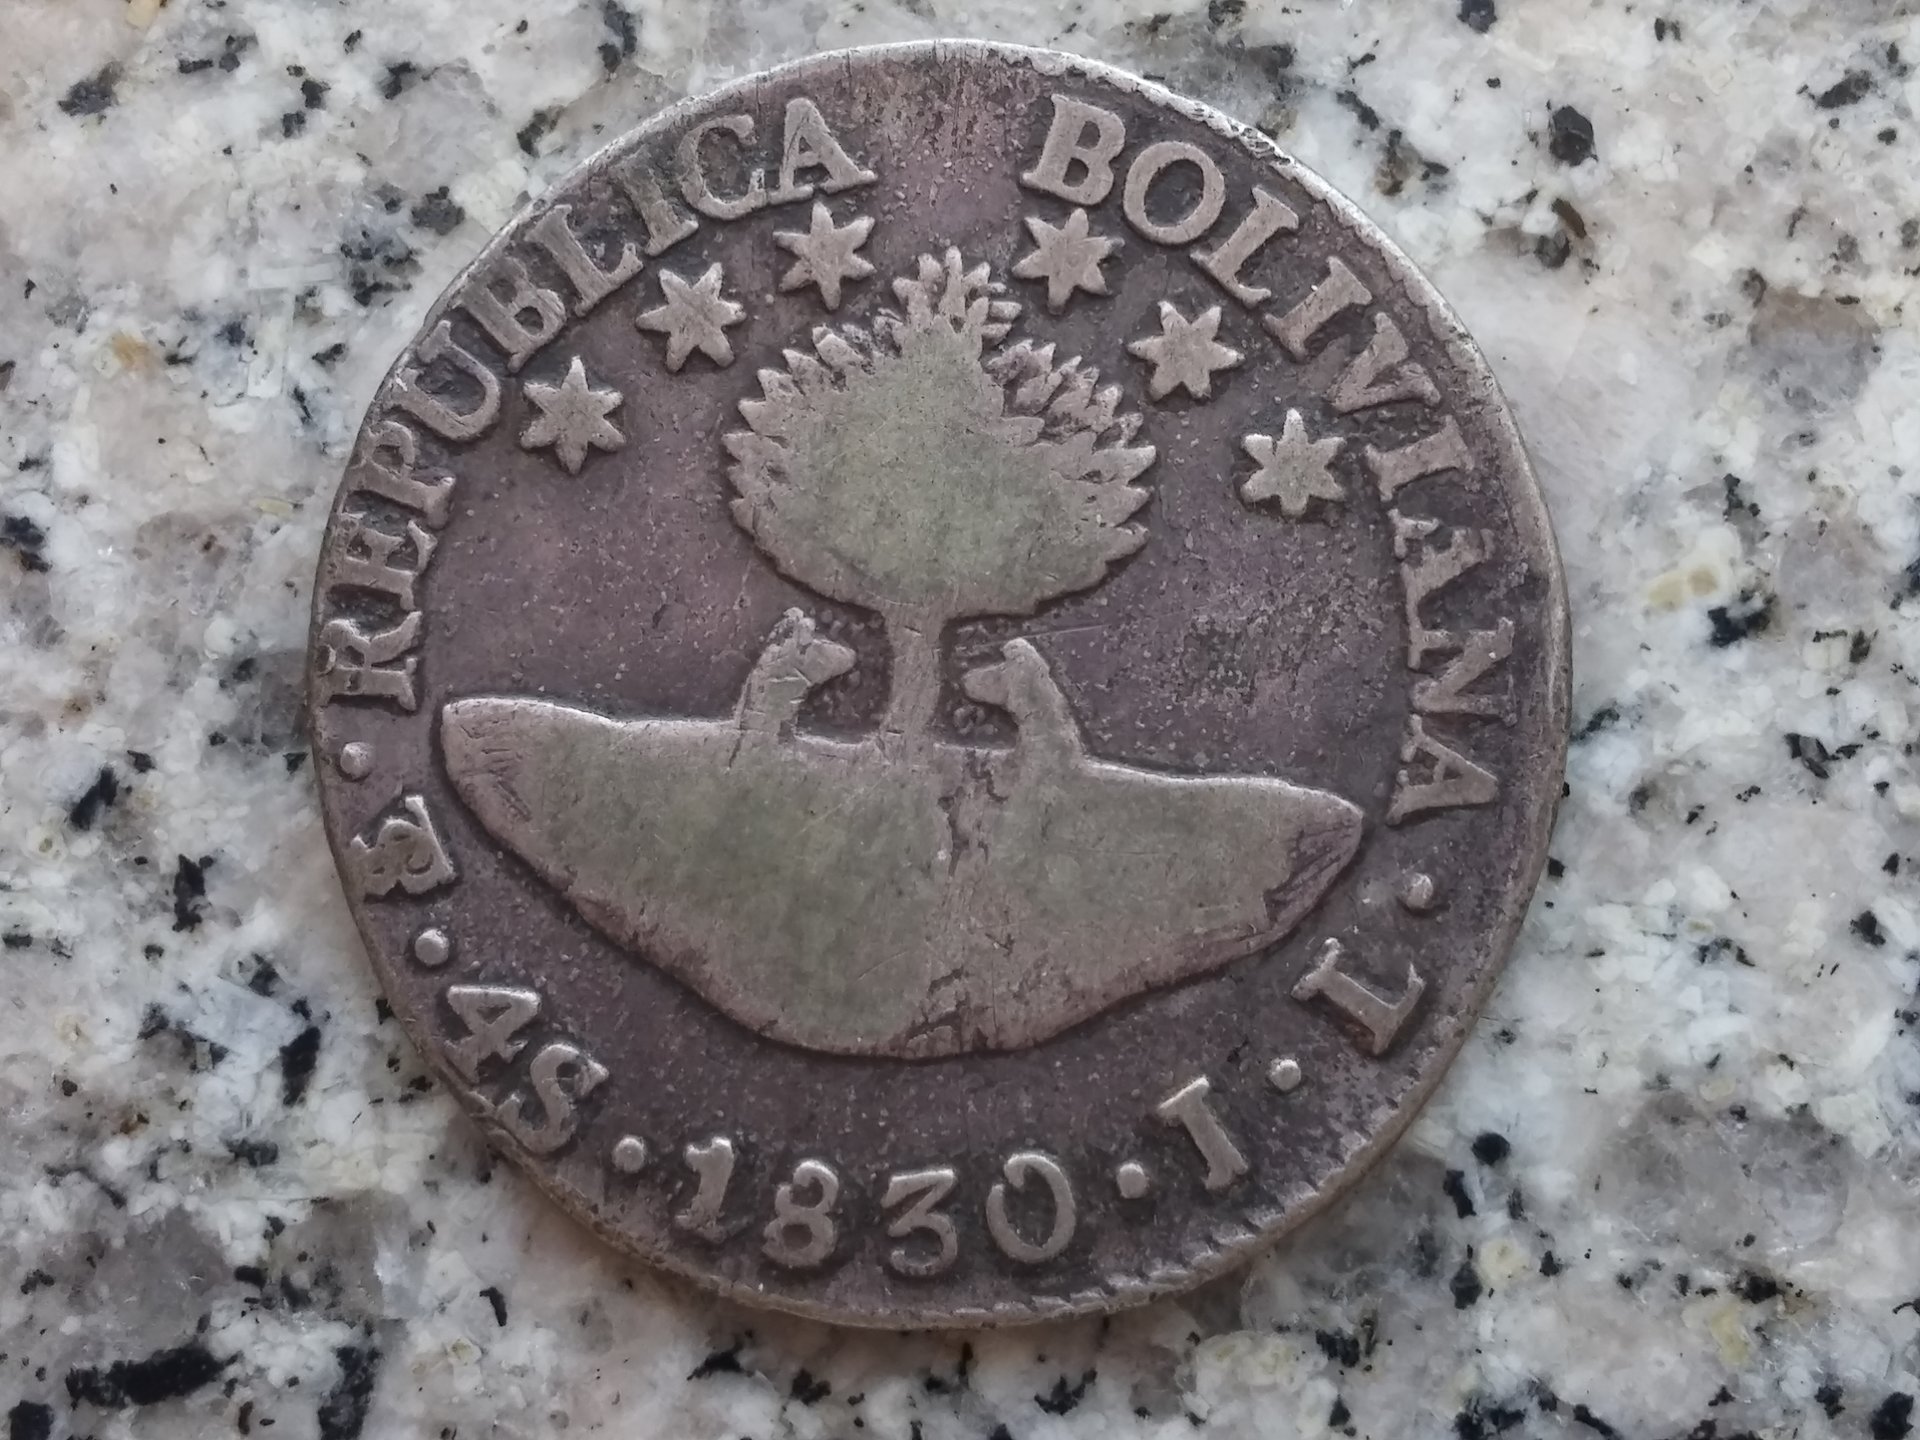 REPUBLICA BOLIVIANA · J · L · 1830 · 4S ·